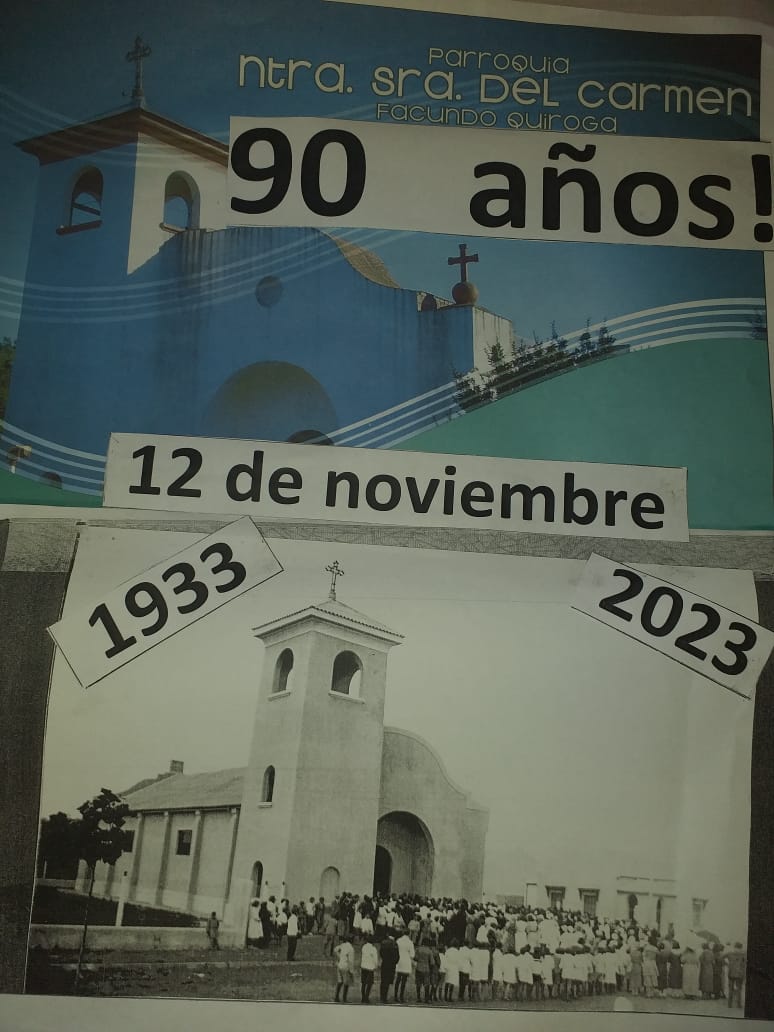 Parroquia
Ntra. Sra. Del Carmen
Facundo Quiroga
90 años!
12 de noviembre
1933
2023